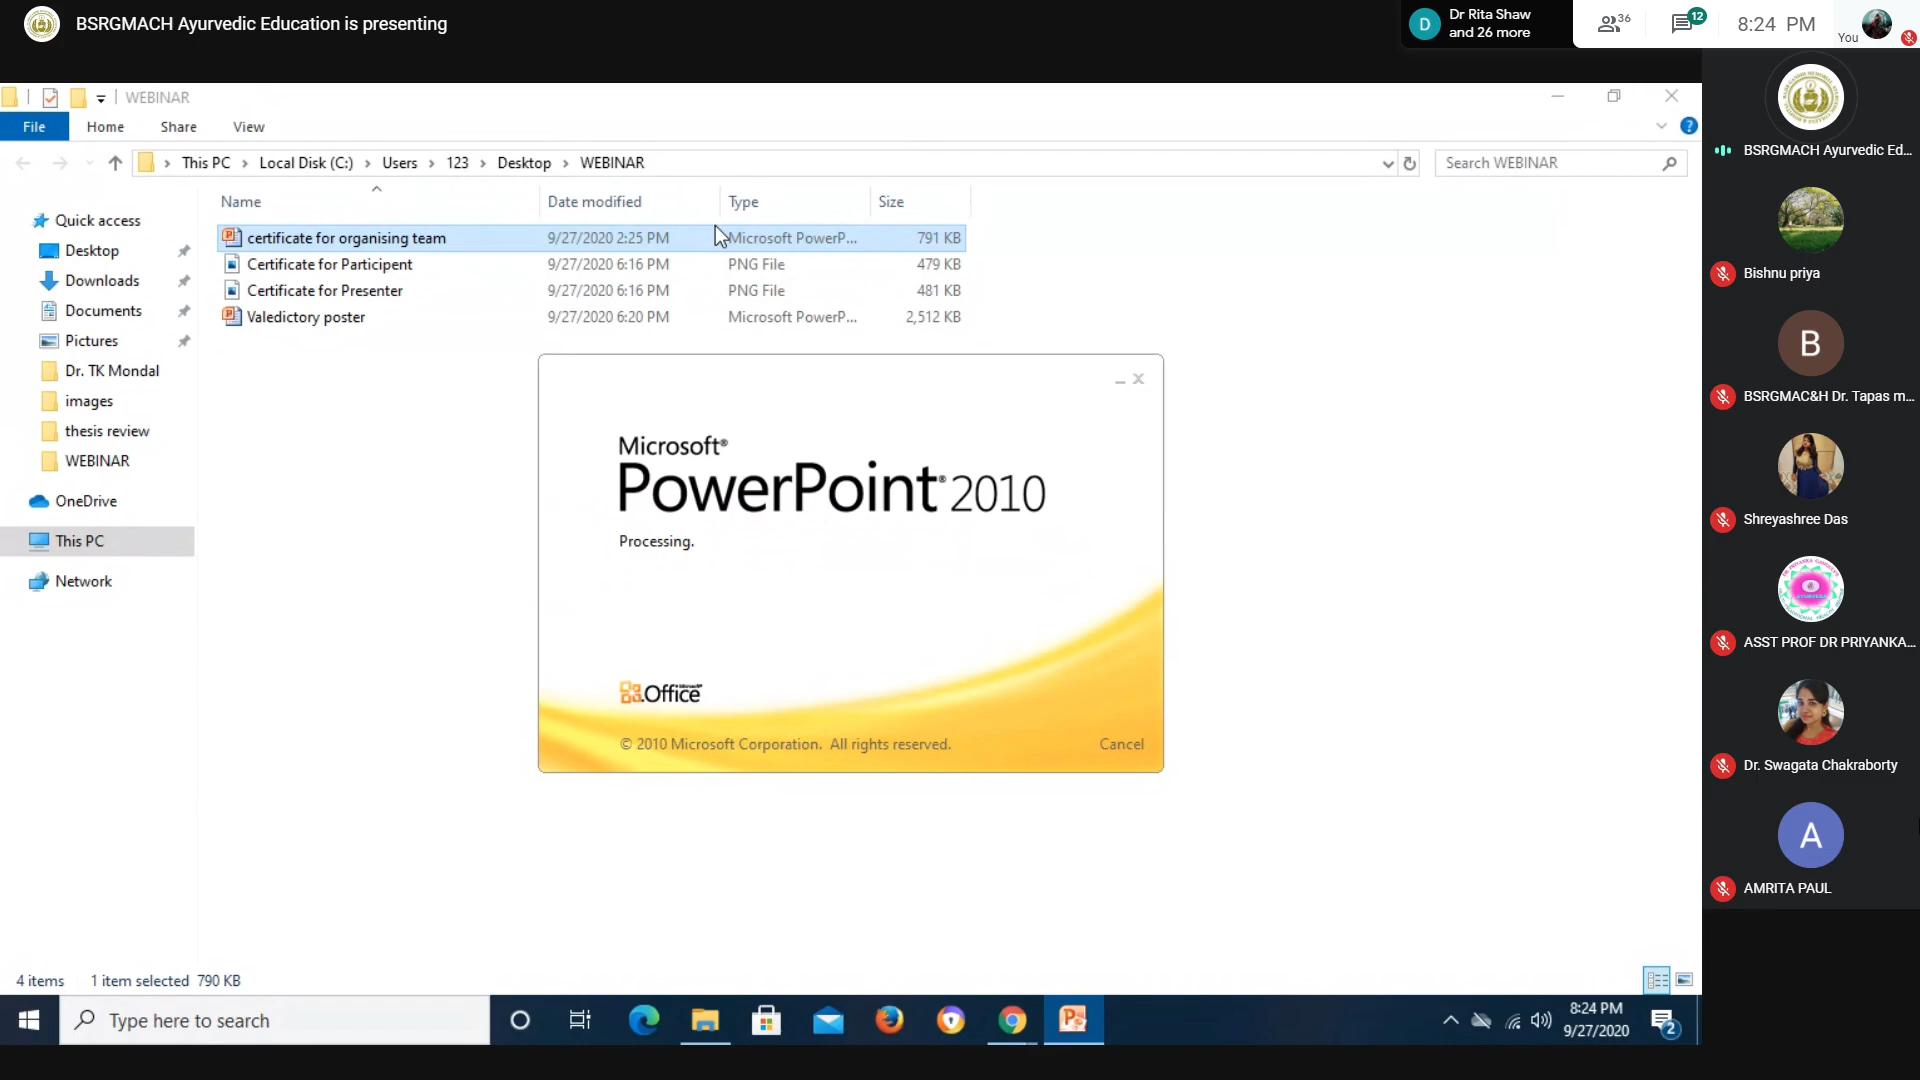 BSRGMACH Ayurvedic Education is presenting
D
Dr Rita Shaw
and 26 more
36
12
8:24 PM
You
WEBINAR
File Home Share View
This PC › Local Disk (C:) › Users › 123 › Desktop › WEBINAR
Search WEBINAR
Name Date modified Type Size
certificate for organising team 9/27/2020 2:25 PM Microsoft PowerP... 791 KB
Certificate for Participent 9/27/2020 6:16 PM PNG File 479 KB
Certificate for Presenter 9/27/2020 6:16 PM PNG File 481 KB
Valedictory poster 9/27/2020 6:20 PM Microsoft PowerP... 2,512 KB
Quick access
Desktop
Downloads
Documents
Pictures
Dr. TK Mondal
images
thesis review
WEBINAR
OneDrive
This PC
Network
Microsoft®
PowerPoint® 2010
Processing.
Office
© 2010 Microsoft Corporation. All rights reserved.
Cancel
4 items 1 item selected 790 KB
Type here to search
8:24 PM
9/27/2020
2
BSRGMACH Ayurvedic Ed...
Bishnu priya
B
BSRGMAC&H Dr. Tapas m...
Shreyashree Das
ASST PROF DR PRIYANKA...
Dr. Swagata Chakraborty
A
AMRITA PAUL